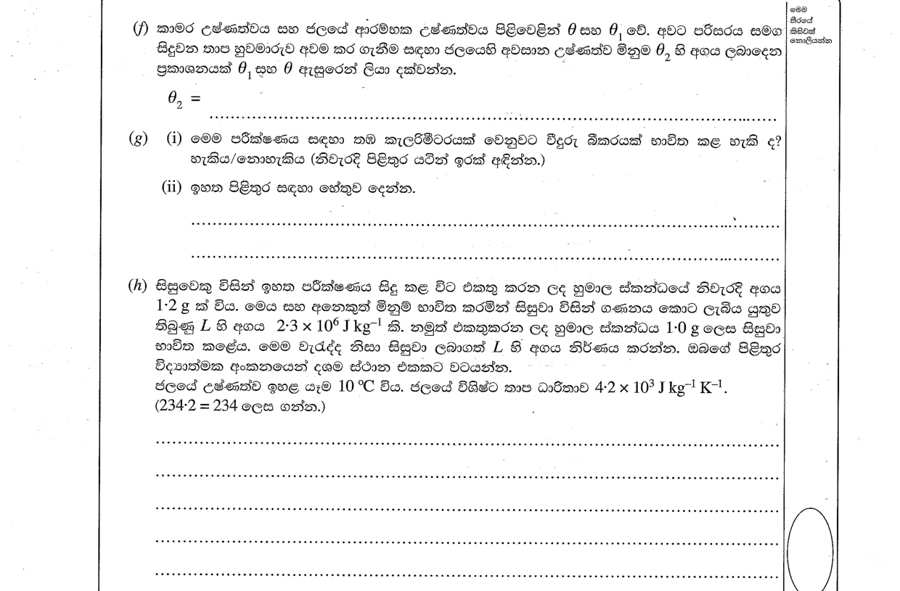 මෙම
තීරයේ
කිසිවක්
නොලියන්න
(f) කාමර උෂ්ණත්වය සහ ජලයේ ආරම්භක උෂ්ණත්වය පිළිවෙළින් θ සහ θ₁ වේ. අවට පරිසරය සමග
සිදුවන තාප හුවමාරුව අවම කර ගැනීම සඳහා ජලයෙහි අවසාන උෂ්ණත්ව මිනුම θ₂ හි අගය ලබාදෙන
ප්‍රකාශනයක් θ₁ සහ θ ඇසුරෙන් ලියා දක්වන්න.
θ₂ = ..............................
(g) (i) මෙම පරීක්ෂණය සඳහා තඹ කැලරිමීටරයක් වෙනුවට වීදුරු බීකරයක් භාවිත කළ හැකි ද?
හැකිය/නොහැකිය (නිවැරදි පිළිතුර යටින් ඉරක් අඳින්න.)
(ii) ඉහත පිළිතුර සඳහා හේතුව දෙන්න.
..............................
..............................
(h) සිසුවෙකු විසින් ඉහත පරීක්ෂණය සිදු කළ විට එකතු කරන ලද හුමාල ස්කන්ධයේ නිවැරදි අගය
1·2 g ක් විය. මෙය සහ අනෙකුත් මිනුම් භාවිත කරමින් සිසුවා විසින් ගණනය කොට ලැබිය යුතුව
තිබුණු L හි අගය 2·3 × 10⁶ J kg⁻¹ කි. නමුත් එකතුකරන ලද හුමාල ස්කන්ධය 1·0 g ලෙස සිසුවා
භාවිත කළේය. මෙම වැරැද්ද නිසා සිසුවා ලබාගත් L හි අගය නිර්ණය කරන්න. ඔබගේ පිළිතුර
විද්‍යාත්මක අංකනයෙන් දශම ස්ථාන එකකට වටයන්න.
ජලයේ උෂ්ණත්ව ඉහළ යෑම 10 °C විය. ජලයේ විශිෂ්ට තාප ධාරිතාව 4·2 × 10³ J kg⁻¹ K⁻¹.
(234·2 = 234 ලෙස ගන්න.)
..............................
..............................
..............................
..............................
..............................